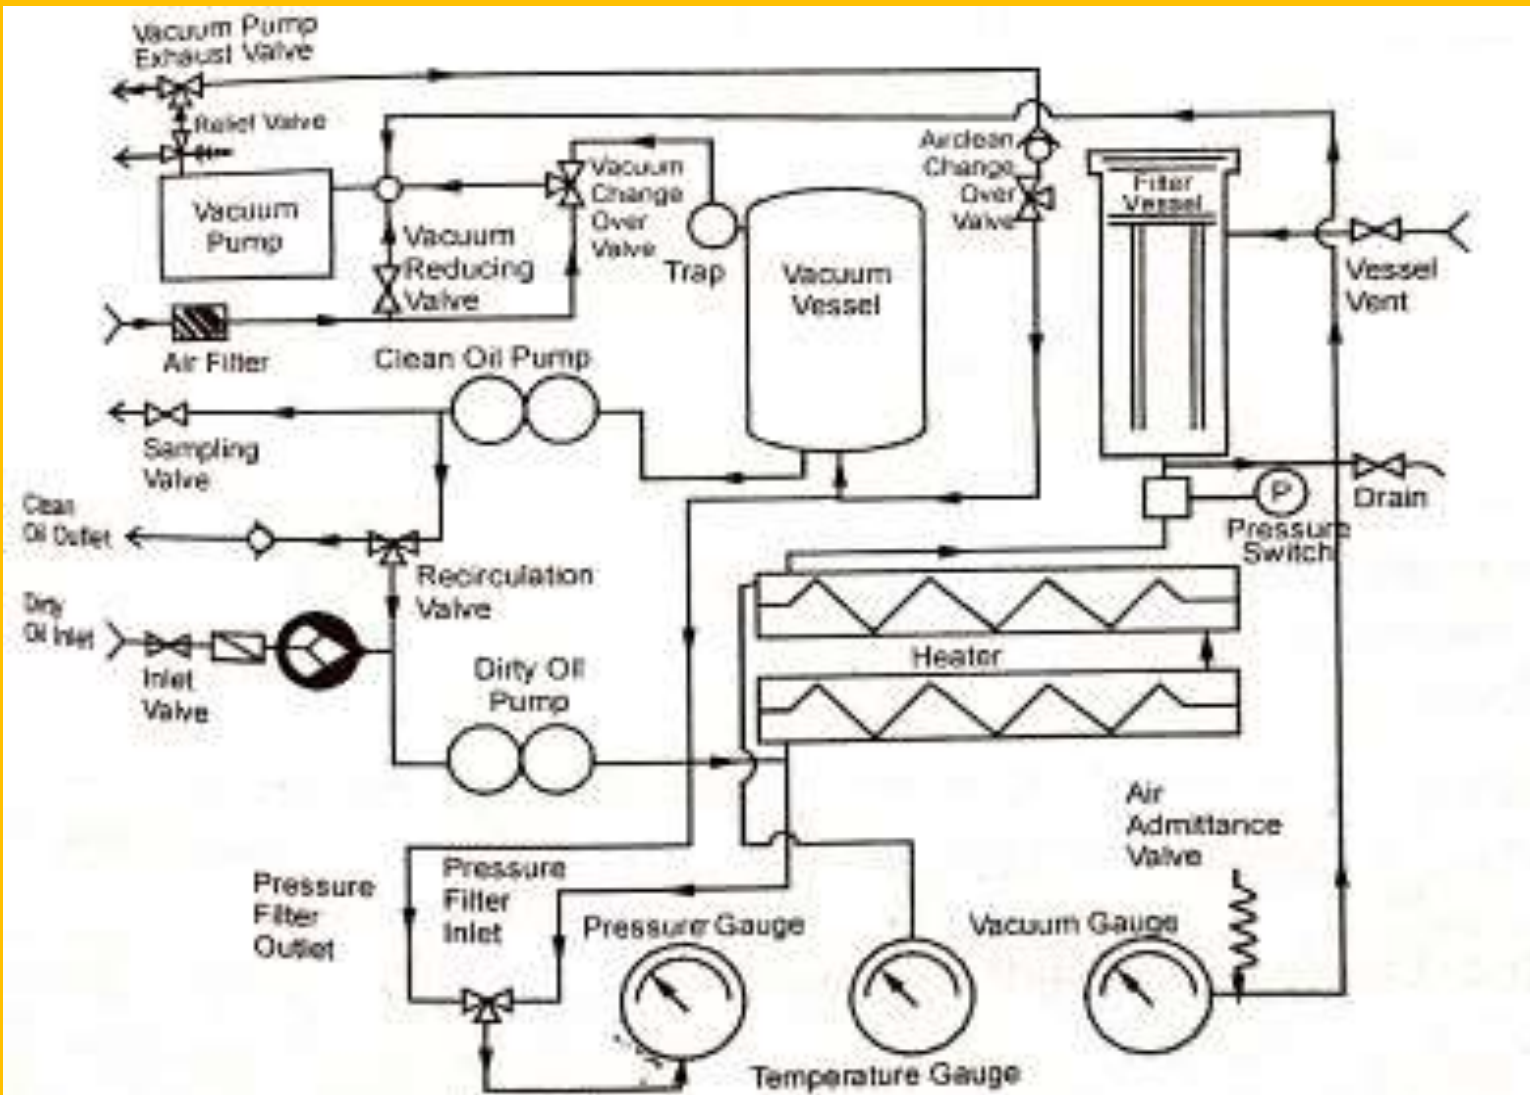 Vacuum Pump
Exhaust Valve
Relief Valve
Vacuum
Pump
Vacuum
Reducing
Valve
Vacuum
Change
Over
Valve
Trap
Vacuum
Vessel
Airclean
Change
Over
Valve
Filter
Vessel
Vessel
Vent
Air Filter
Clean Oil Pump
Sampling
Valve
Clean
Oil Outlet
Recirculation
Valve
Dirty
Oil Inlet
Inlet
Valve
Dirty Oil
Pump
Heater
P
Pressure
Switch
Drain
Air
Admittance
Valve
Pressure
Filter
Outlet
Pressure
Filter
Inlet
Pressure Gauge
Vacuum Gauge
Temperature Gauge